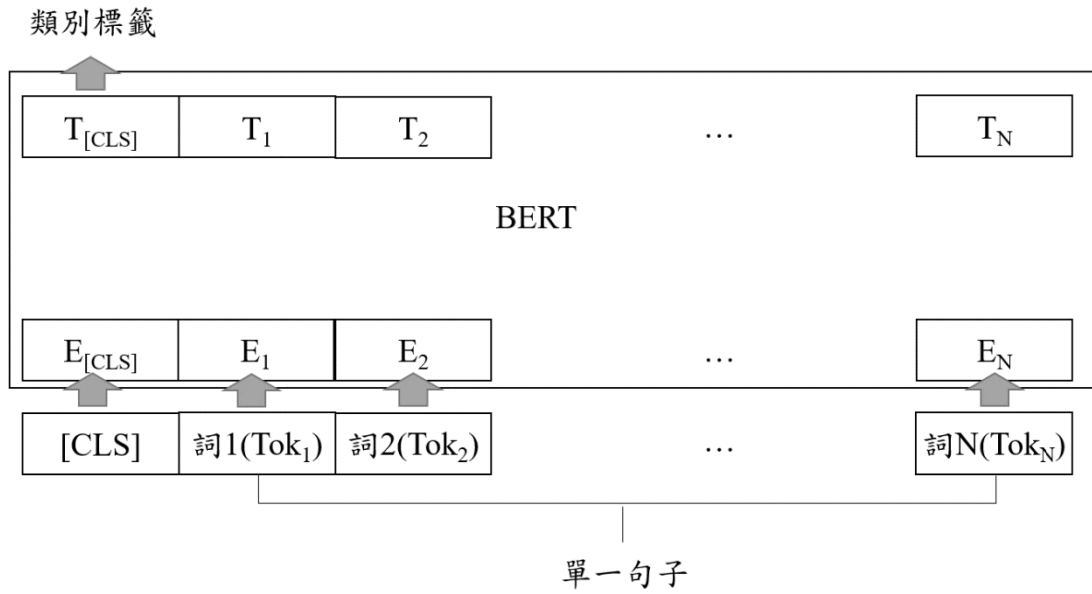 類別標籤
T[CLS] T1 T2 … TN
BERT
E[CLS] E1 E2 … EN
[CLS] 詞1(Tok1) 詞2(Tok2) … 詞N(TokN)
單一句子